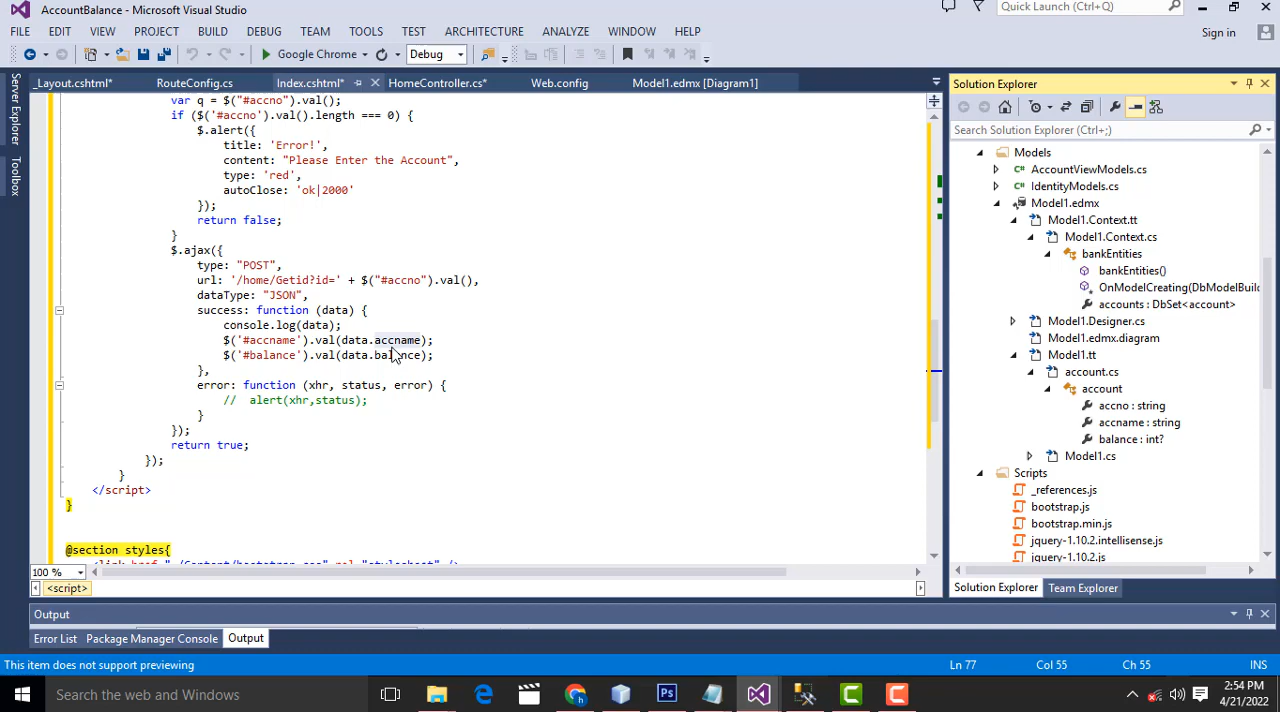 AccountBalance - Microsoft Visual Studio
Quick Launch (Ctrl+;)
FILE EDIT VIEW PROJECT BUILD DEBUG TEAM TOOLS TEST ARCHITECTURE ANALYZE WINDOW HELP
Sign in
Google Chrome Debug
Server Explorer
Toolbox
_Layout.cshtml* RouteConfig.cs Index.cshtml* HomeController.cs* Web.config Model1.edmx [Diagram1]
var q = $("#accno").val();
if ($('#accno').val().length === 0) {
$.alert({
title: 'Error!',
content: "Please Enter the Account",
type: 'red',
autoClose: 'ok|2000'
});
return false;
}
$.ajax({
type: "POST",
url: '/home/Getid?id=' + $("#accno").val(),
dataType: "JSON",
success: function (data) {
console.log(data);
$('#accname').val(data.accname);
$('#balance').val(data.balance);
},
error: function (xhr, status, error) {
// alert(xhr,status);
}
});
return true;
});
}
</script>
}
@section styles{
100 %
<script>
Solution Explorer
Search Solution Explorer (Ctrl+;)
Models
AccountViewModels.cs
IdentityModels.cs
Model1.edmx
Model1.Context.tt
Model1.Context.cs
bankEntities
bankEntities()
OnModelCreating(DbModelBuil
accounts : DbSet<account>
Model1.Designer.cs
Model1.edmx.diagram
Model1.tt
account.cs
account
accno : string
accname : string
balance : int?
Model1.cs
Scripts
_references.js
bootstrap.js
bootstrap.min.js
jquery-1.10.2.intellisense.js
jquery-1.10.2.js
Solution Explorer Team Explorer
Output
Error List Package Manager Console Output
This item does not support previewing
Ln 77 Col 55 Ch 55 INS
Search the web and Windows
Ps
2:54 PM
4/21/2022